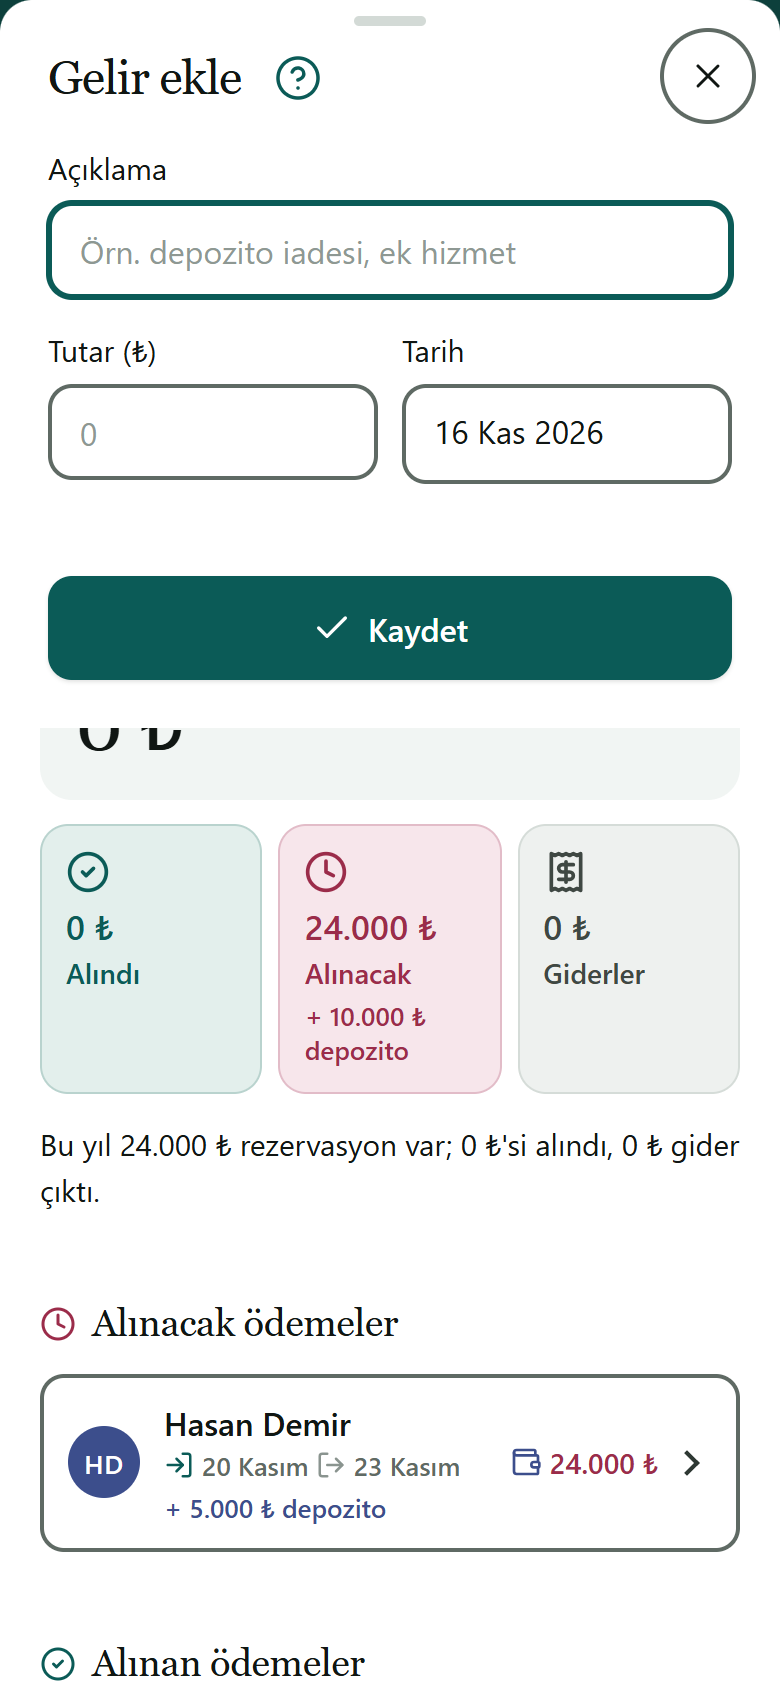 Gelir ekle
Açıklama
Örn. depozito iadesi, ek hizmet
Tutar (₺)
Tarih
0
16 Kas 2026
Kaydet
0 ₺
0 ₺
Alındı
24.000 ₺
Alınacak
+ 10.000 ₺
depozito
0 ₺
Giderler
Bu yıl 24.000 ₺ rezervasyon var; 0 ₺'si alındı, 0 ₺ gider
çıktı.
Alınacak ödemeler
HD
Hasan Demir
20 Kasım 23 Kasım
+ 5.000 ₺ depozito
24.000 ₺
Alınan ödemeler